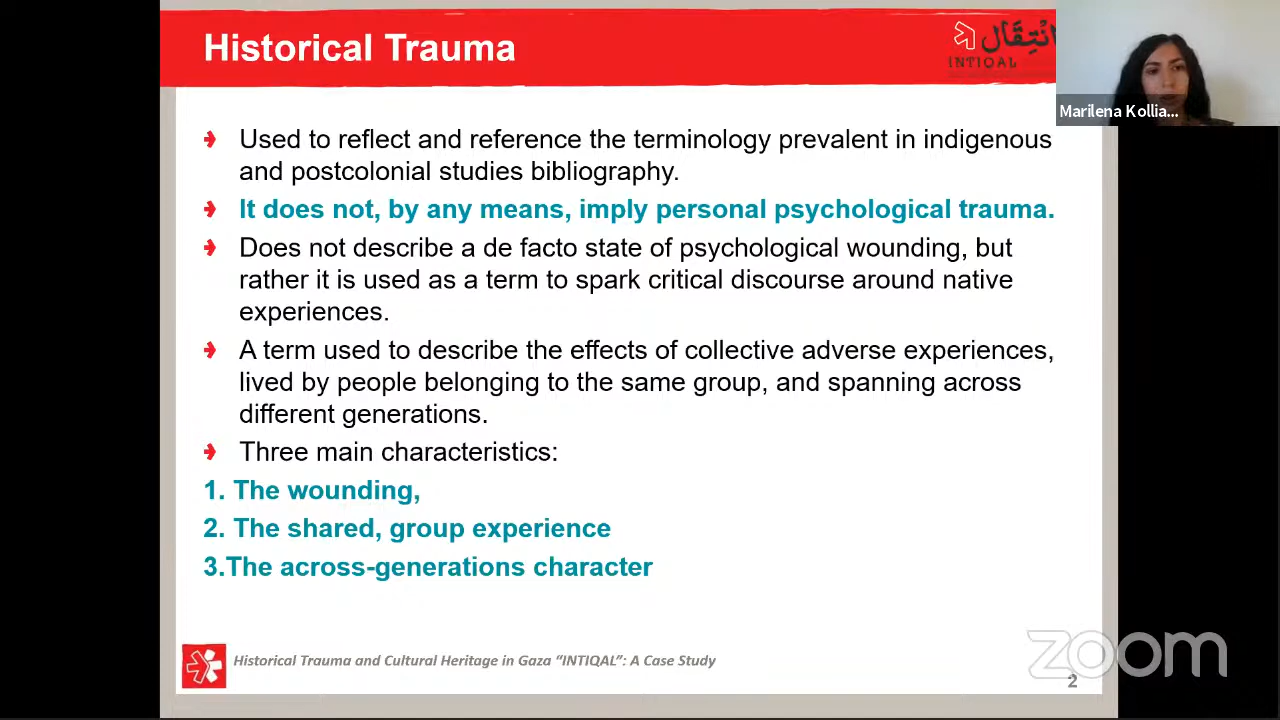 Historical Trauma
انْتِقَال
INTIQAL
Marilena Kollia...
Used to reflect and reference the terminology prevalent in indigenous
and postcolonial studies bibliography.
It does not, by any means, imply personal psychological trauma.
Does not describe a de facto state of psychological wounding, but
rather it is used as a term to spark critical discourse around native
experiences.
A term used to describe the effects of collective adverse experiences,
lived by people belonging to the same group, and spanning across
different generations.
Three main characteristics:
1. The wounding,
2. The shared, group experience
3.The across-generations character
Historical Trauma and Cultural Heritage in Gaza “INTIQAL”: A Case Study
zoom
2